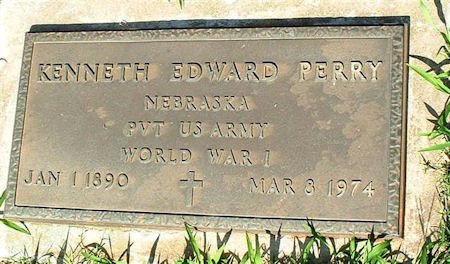 KENNETH EDWARD PERRY
NEBRASKA
PVT US ARMY
WORLD WAR I
JAN 1 1890 MAR 8 1974